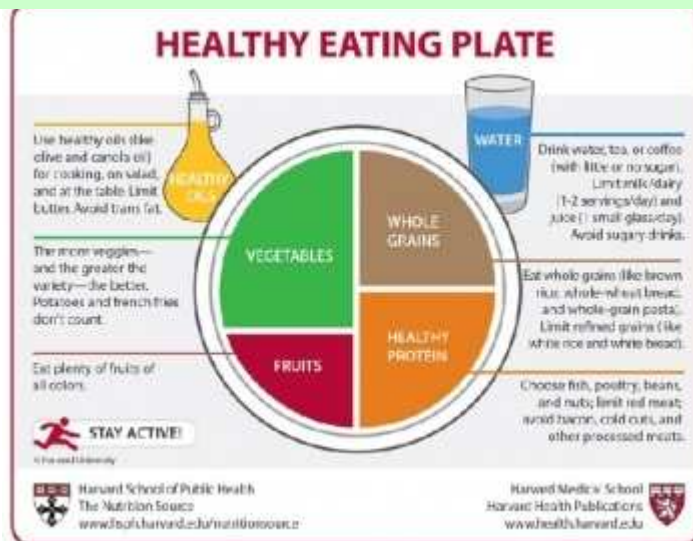 HEALTHY EATING PLATE
Use healthy oils (like
olive and canola oil)
for cooking, on salad,
and at the table. Limit
butter. Avoid trans fat.
HEALTHY
OILS
The more veggies—
and the greater the
variety—the better.
Potatoes and french fries
don't count.
Eat plenty of fruits of
all colors.
STAY ACTIVE!
© Harvard University
VEGETABLES
FRUITS
WHOLE
GRAINS
HEALTHY
PROTEIN
WATER
Drink water, tea, or coffee
(with little or no sugar).
Limit milk/dairy
(1-2 servings/day) and
juice (1 small glass/day).
Avoid sugary drinks.
Eat whole grains (like brown
rice, whole-wheat bread,
and whole-grain pasta).
Limit refined grains (like
white rice and white bread).
Choose fish, poultry, beans,
and nuts; limit red meat;
avoid bacon, cold cuts, and
other processed meats.
Harvard School of Public Health
The Nutrition Source
www.hsph.harvard.edu/nutritionsource
Harvard Medical School
Harvard Health Publications
www.health.harvard.edu